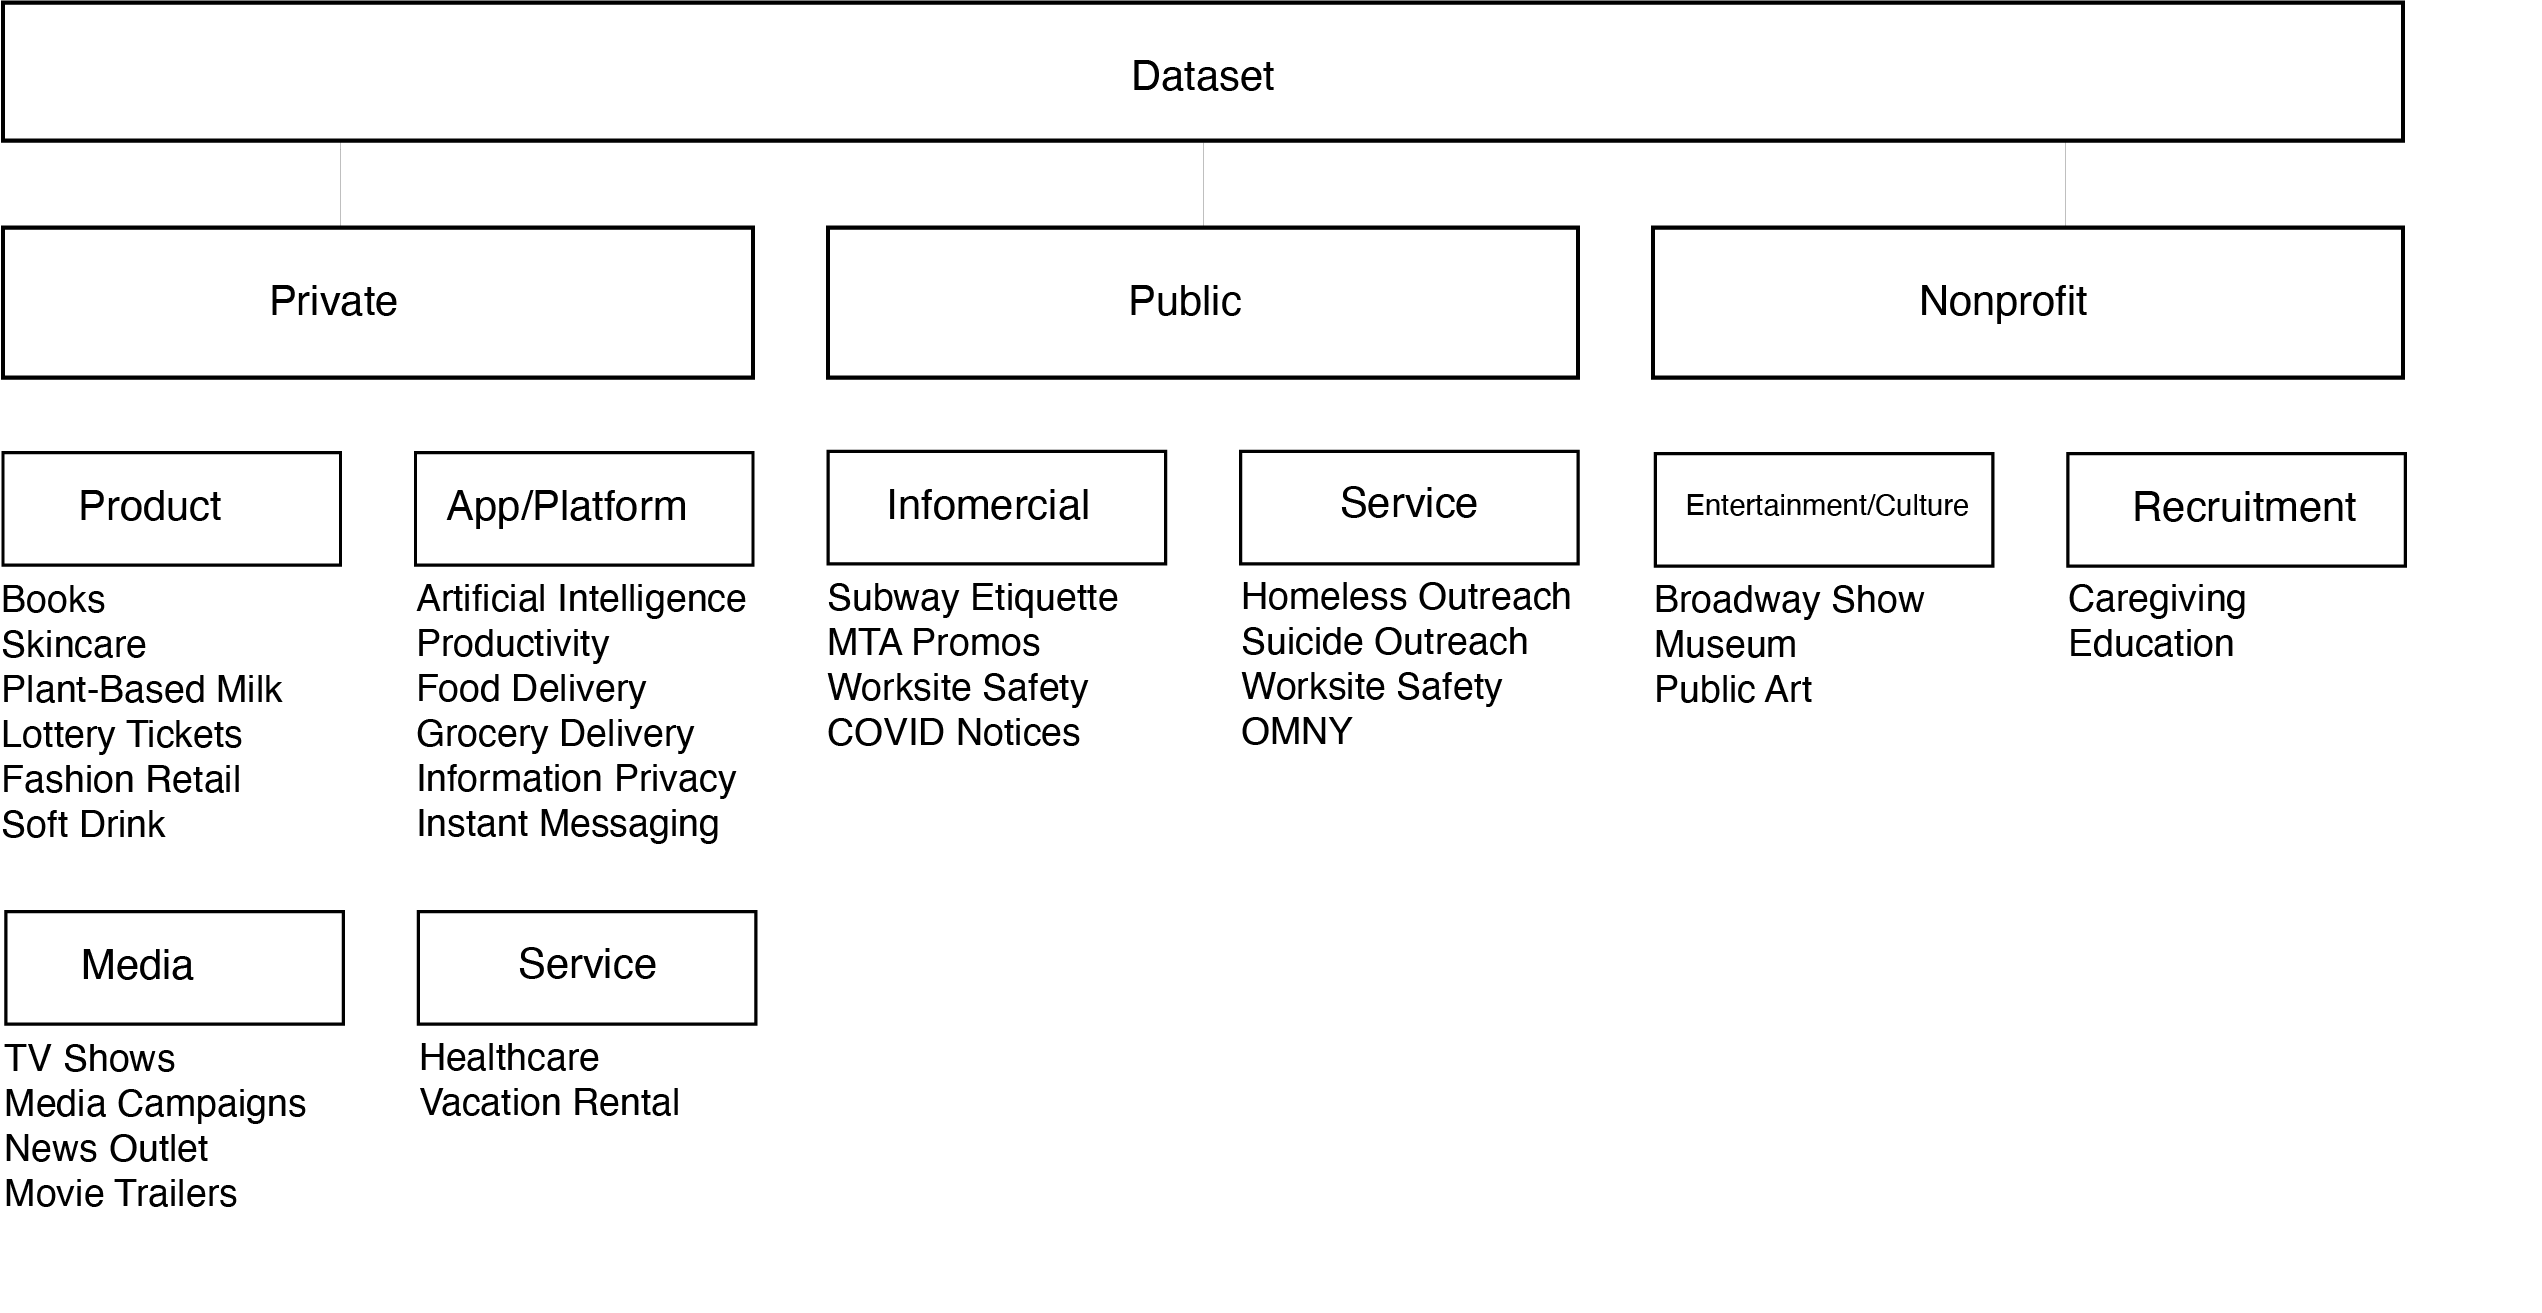 Dataset
Private
Public
Nonprofit
Product
Books
Skincare
Plant-Based Milk
Lottery Tickets
Fashion Retail
Soft Drink
App/Platform
Artificial Intelligence
Productivity
Food Delivery
Grocery Delivery
Information Privacy
Instant Messaging
Media
TV Shows
Media Campaigns
News Outlet
Movie Trailers
Service
Healthcare
Vacation Rental
Infomercial
Subway Etiquette
MTA Promos
Worksite Safety
COVID Notices
Service
Homeless Outreach
Suicide Outreach
Worksite Safety
OMNY
Entertainment/Culture
Broadway Show
Museum
Public Art
Recruitment
Caregiving
Education